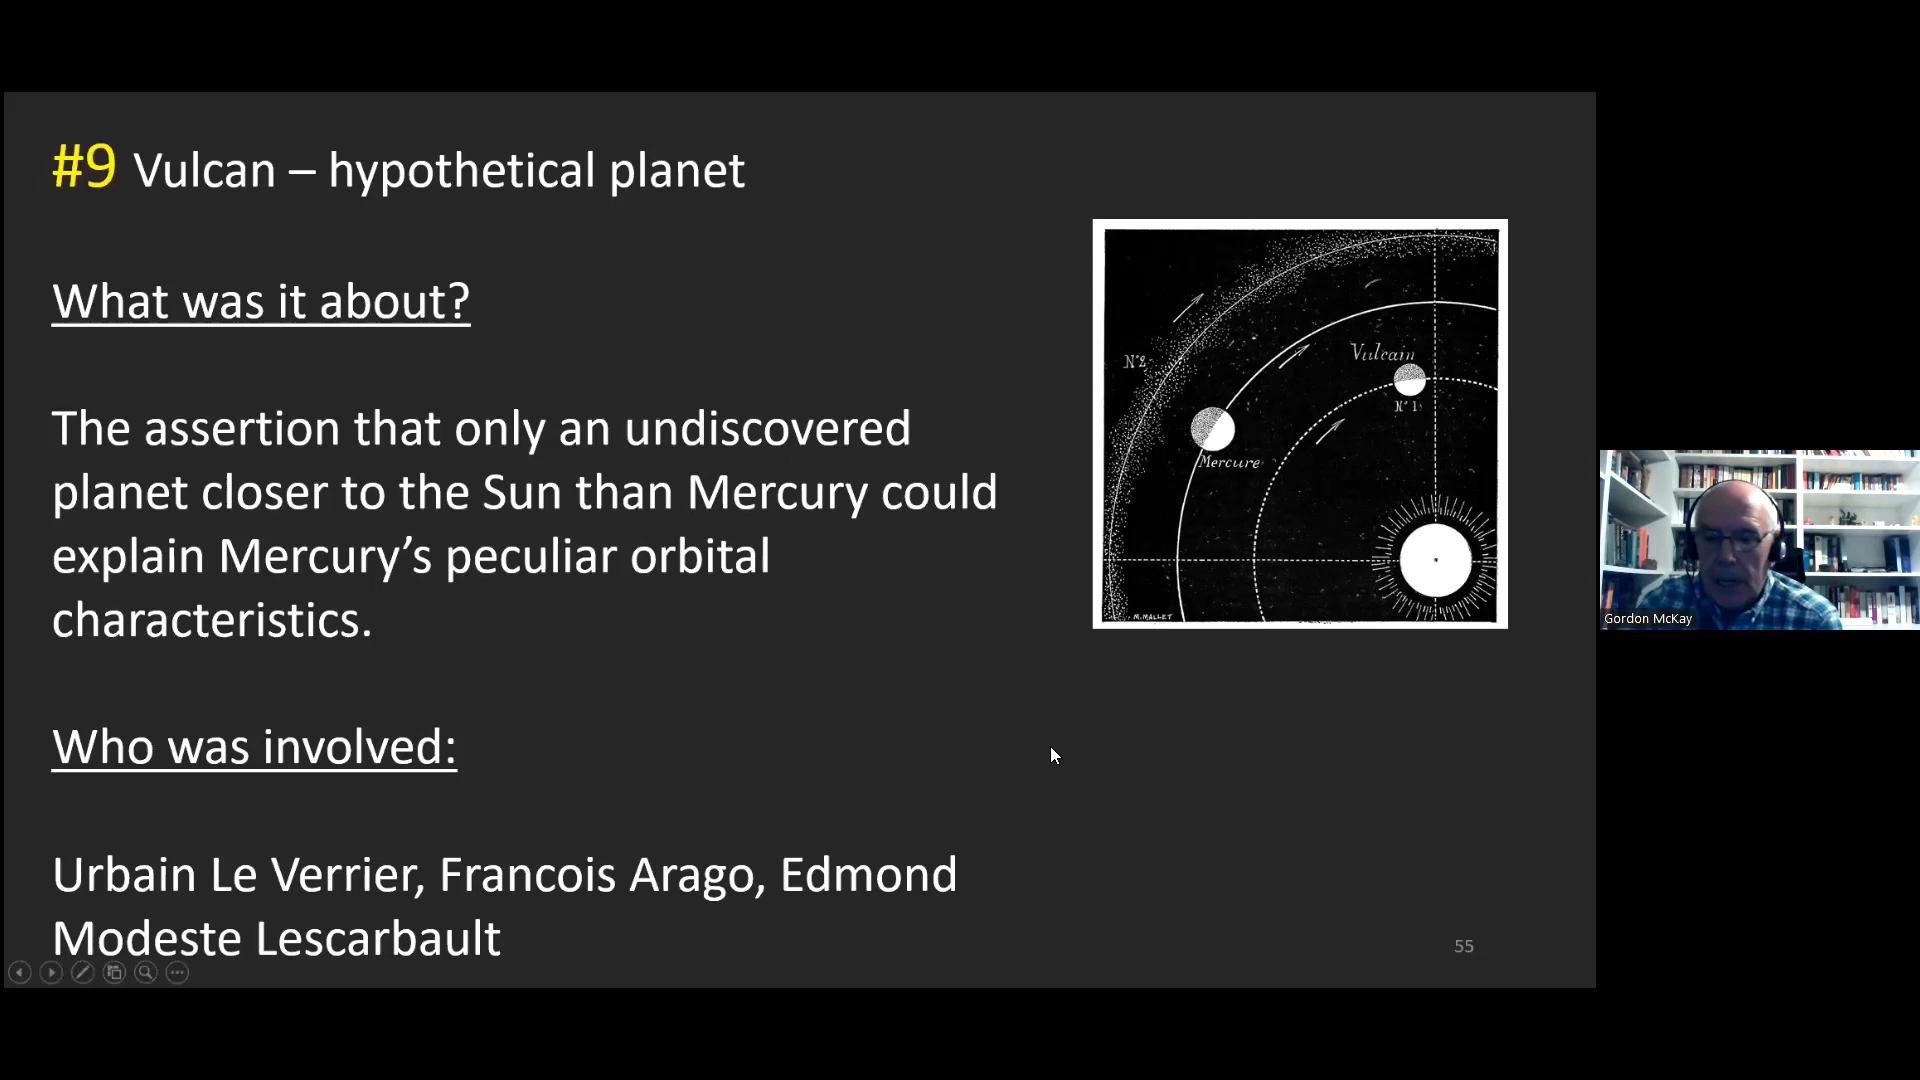 #9 Vulcan – hypothetical planet
What was it about?
The assertion that only an undiscovered
planet closer to the Sun than Mercury could
explain Mercury’s peculiar orbital
characteristics.
Who was involved:
Urbain Le Verrier, Francois Arago, Edmond
Modeste Lescarbault
Vulcain
N°2
N°1
Mercure
M.MALLET
55
Gordon McKay